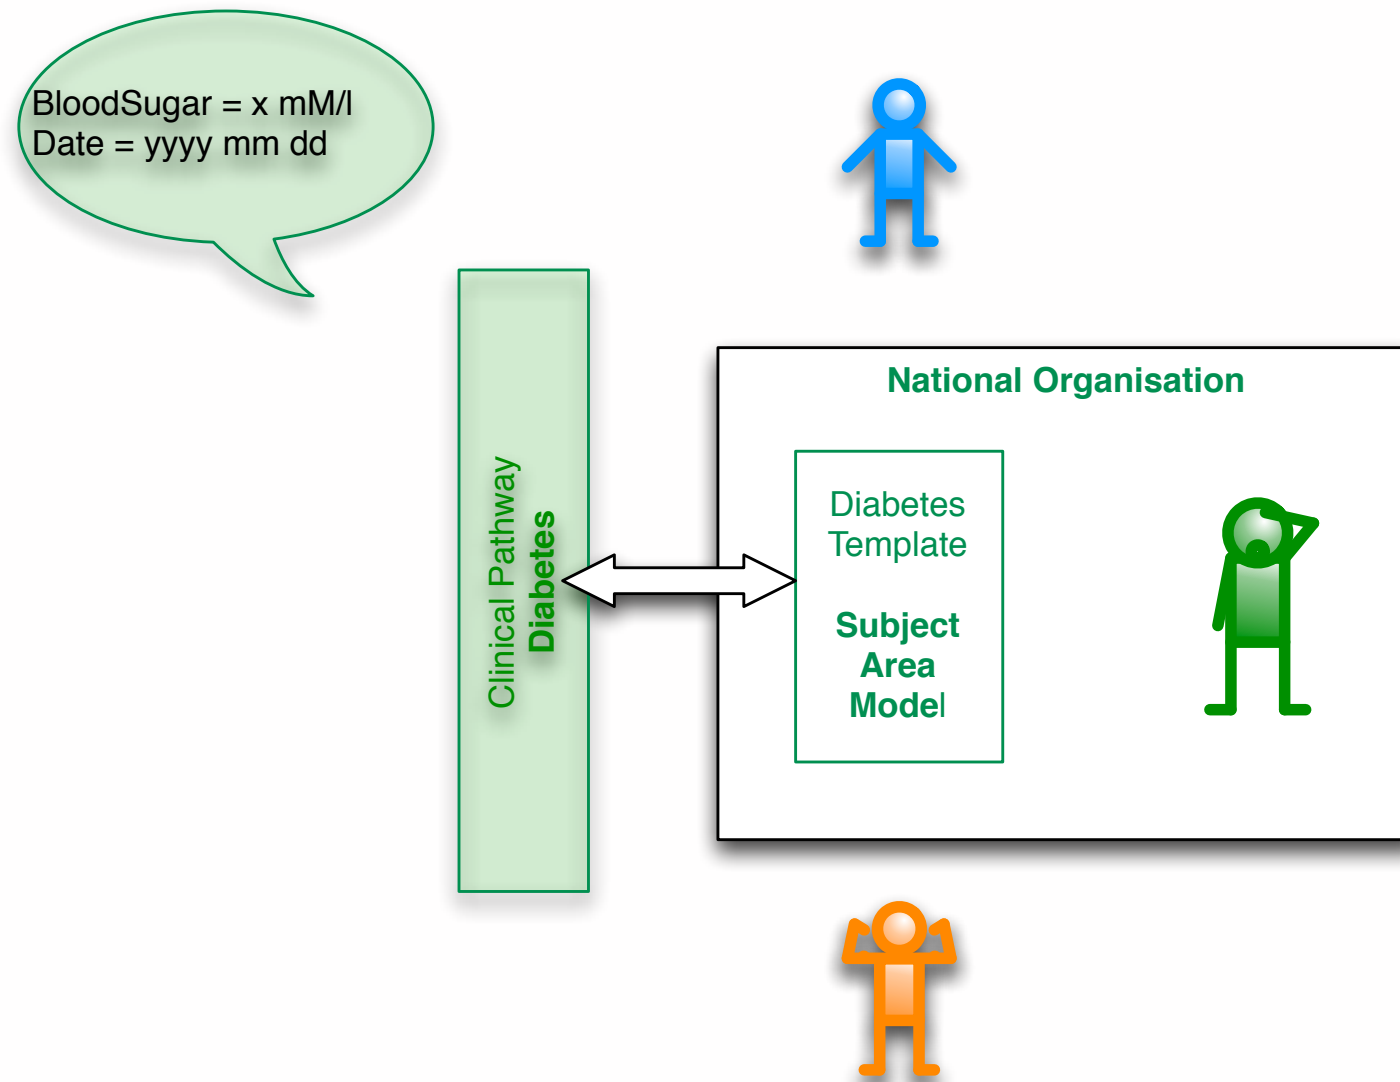 BloodSugar = x mM/l
Date = yyyy mm dd
Clinical Pathway
Diabetes
National Organisation
Diabetes
Template
Subject
Area
Model